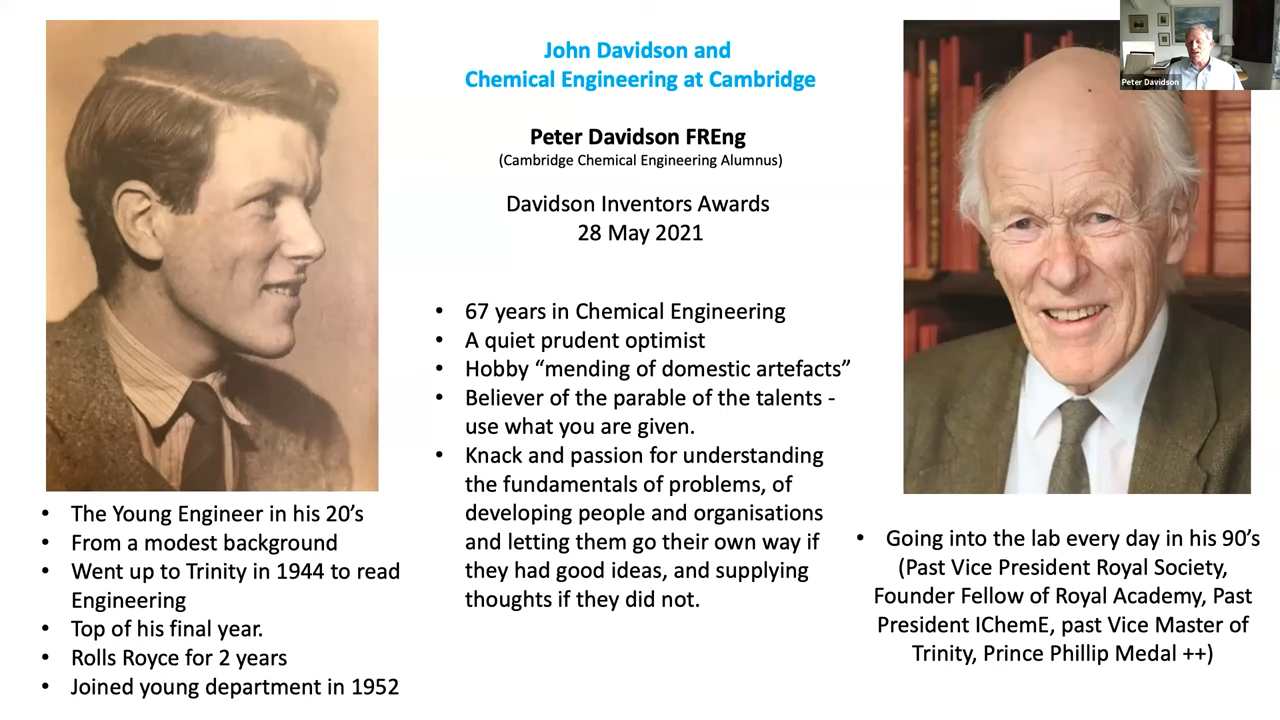 John Davidson and
Chemical Engineering at Cambridge
Peter Davidson FREng
(Cambridge Chemical Engineering Alumnus)
Davidson Inventors Awards
28 May 2021
Peter Davidson
• The Young Engineer in his 20’s
• From a modest background
• Went up to Trinity in 1944 to read
Engineering
• Top of his final year.
• Rolls Royce for 2 years
• Joined young department in 1952
• 67 years in Chemical Engineering
• A quiet prudent optimist
• Hobby “mending of domestic artefacts”
• Believer of the parable of the talents -
use what you are given.
• Knack and passion for understanding
the fundamentals of problems, of
developing people and organisations
and letting them go their own way if
they had good ideas, and supplying
thoughts if they did not.
• Going into the lab every day in his 90’s
(Past Vice President Royal Society,
Founder Fellow of Royal Academy, Past
President IChemE, past Vice Master of
Trinity, Prince Phillip Medal ++)